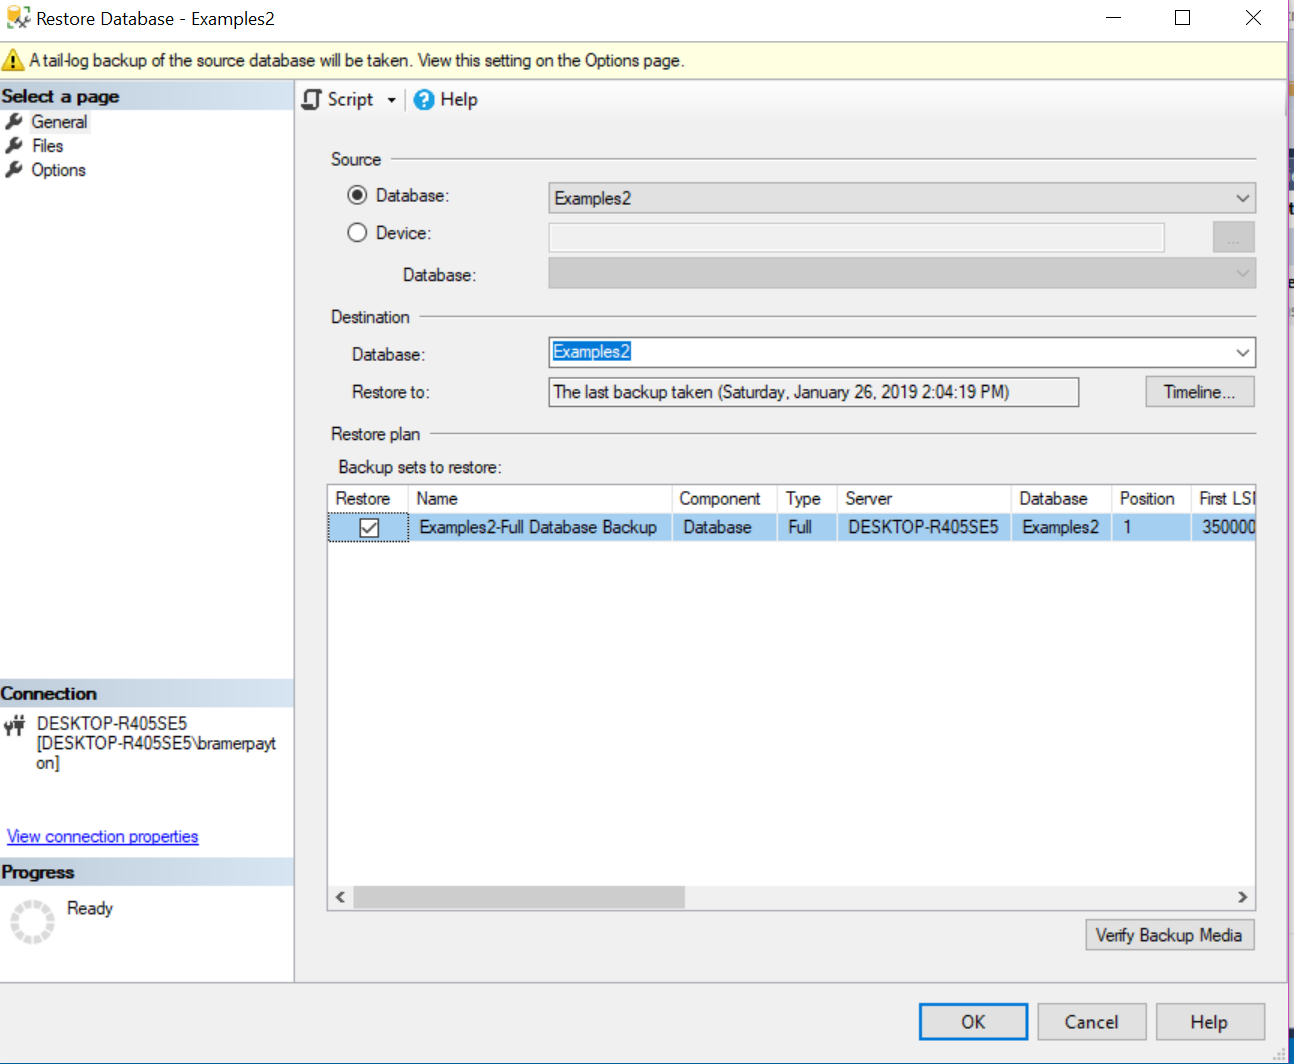 Restore Database - Examples2
A tail-log backup of the source database will be taken. View this setting on the Options page.
Select a page
General
Files
Options
Script
Help
Source
Database:
Examples2
Device:
...
Database:
Destination
Database:
Examples2
Restore to:
The last backup taken (Saturday, January 26, 2019 2:04:19 PM)
Timeline...
Restore plan
Backup sets to restore:
Restore Name Component Type Server Database Position First LSN
Examples2-Full Database Backup Database Full DESKTOP-R405SE5 Examples2 1 350000
Connection
DESKTOP-R405SE5
[DESKTOP-R405SE5\bramerpayt
on]
View connection properties
Progress
Ready
Verify Backup Media
OK
Cancel
Help